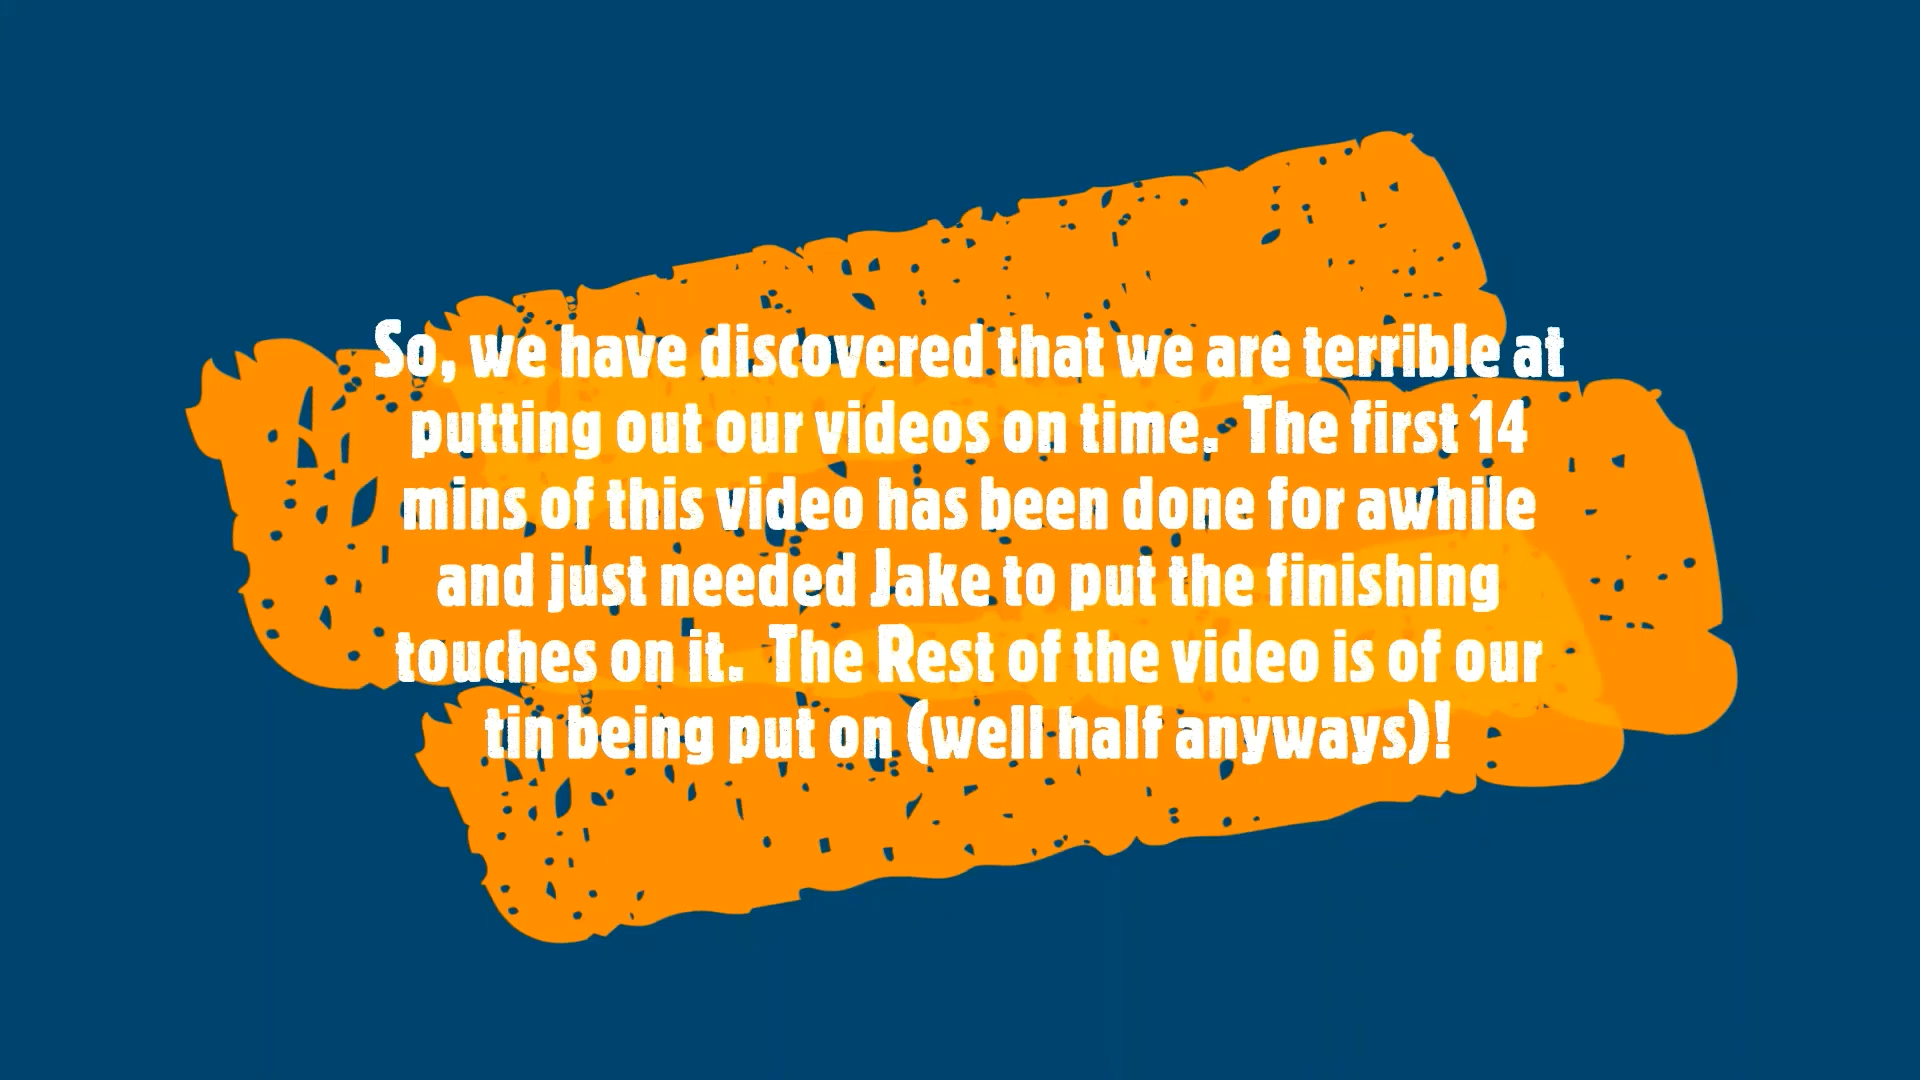 So, we have discovered that we are terrible at
putting out our videos on time.  The first 14
mins of this video has been done for awhile
and just needed Jake to put the finishing
touches on it.  The Rest of the video is of our
tin being put on (well half anyways)!